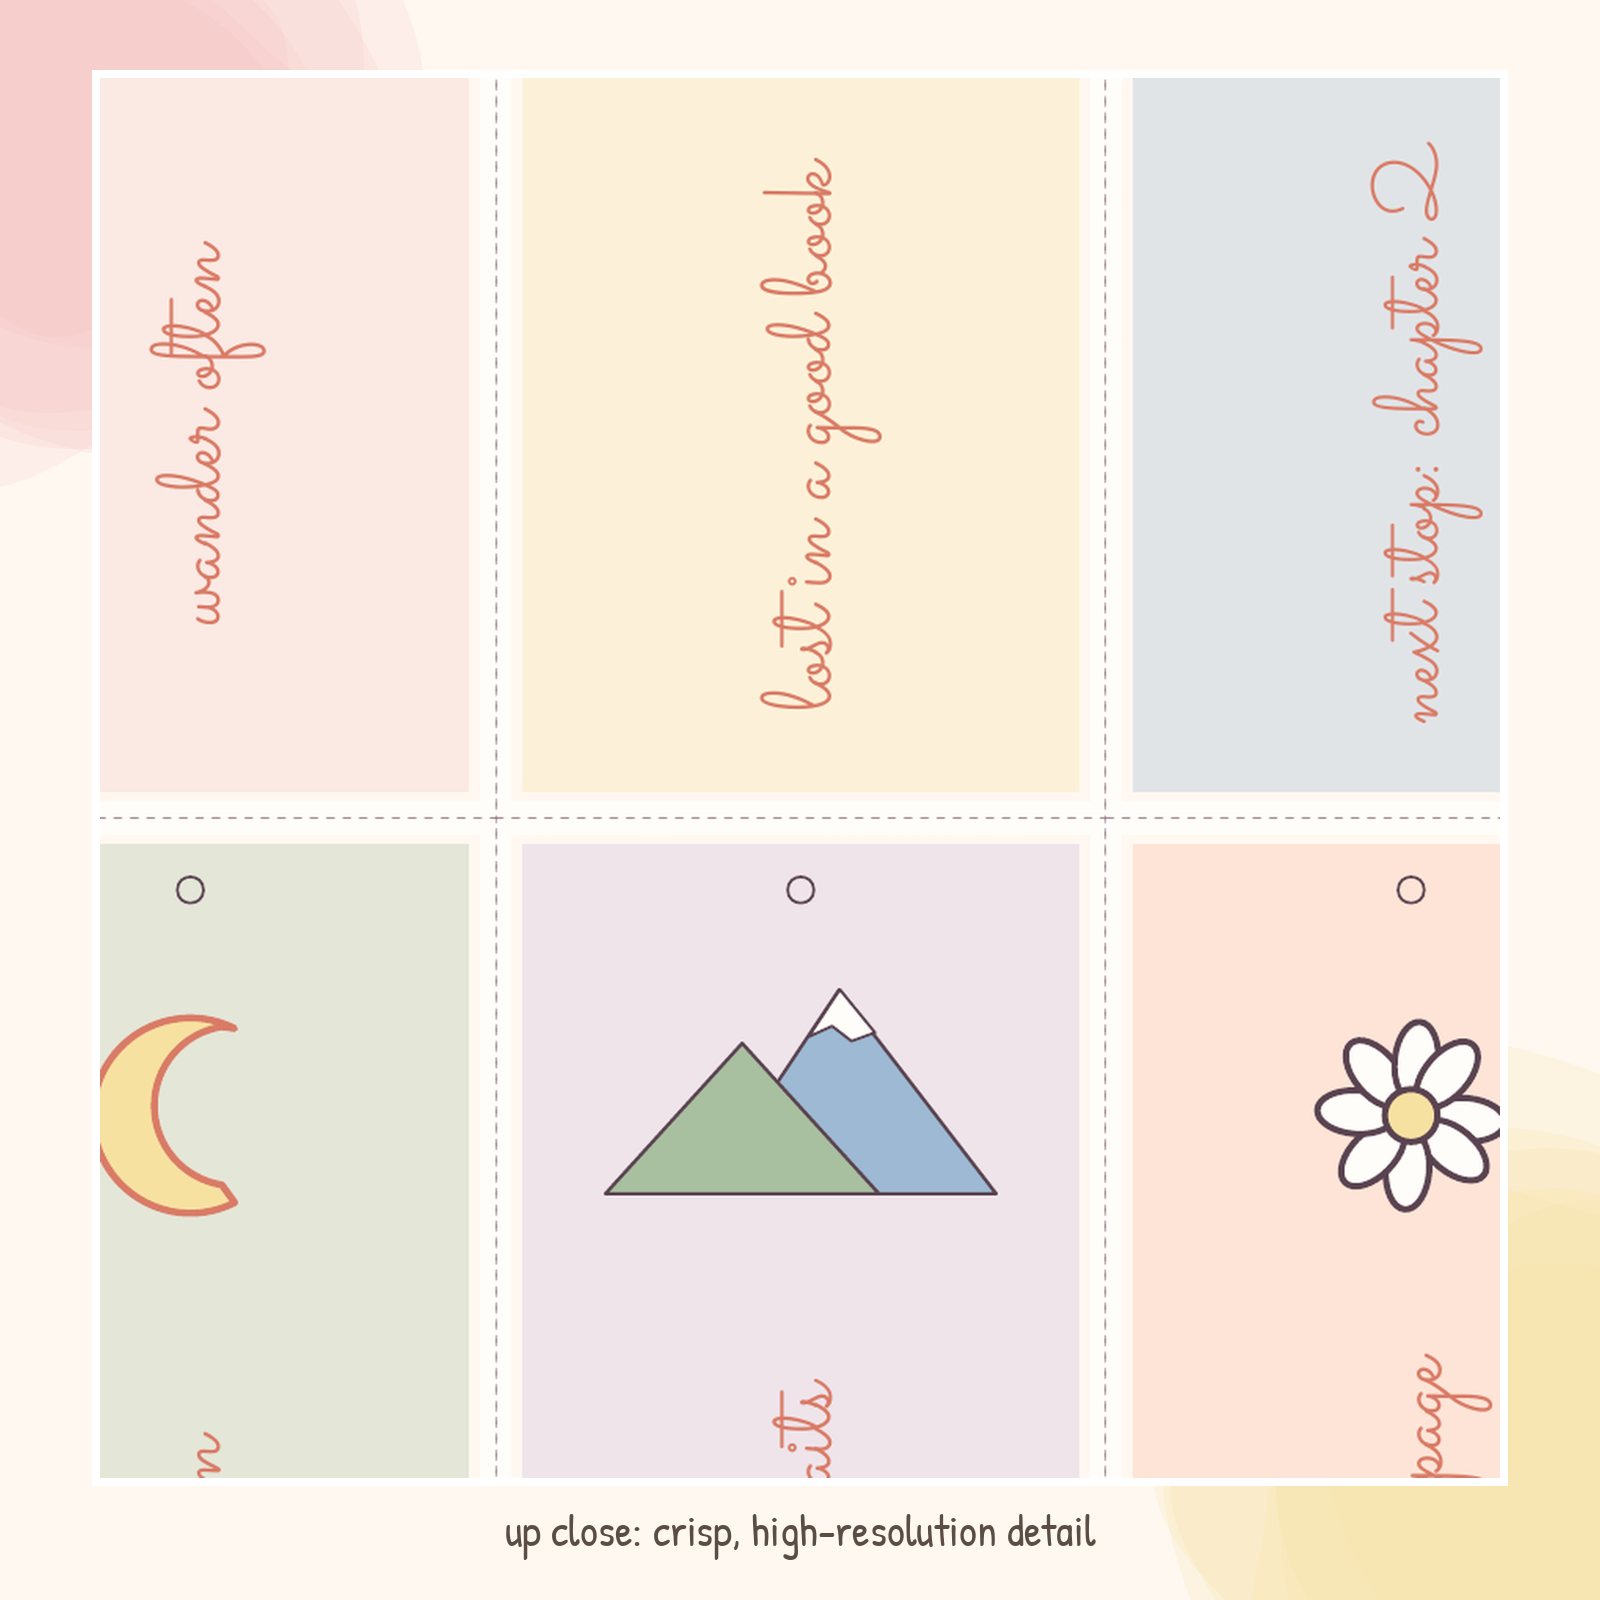 wander often
lost in a good book
next stop: chapter 2
page
up close: crisp, high-resolution detail